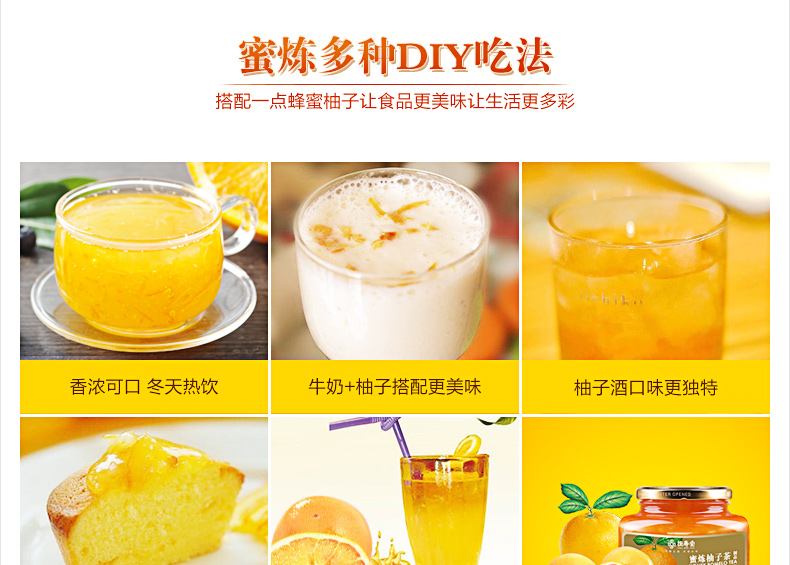 蜜炼多种DIY吃法
搭配一点蜂蜜柚子让食品更美味让生活更多彩
香浓可口 冬天热饮
牛奶+柚子搭配更美味
柚子酒口味更独特
恒寿堂
蜜炼柚子茶